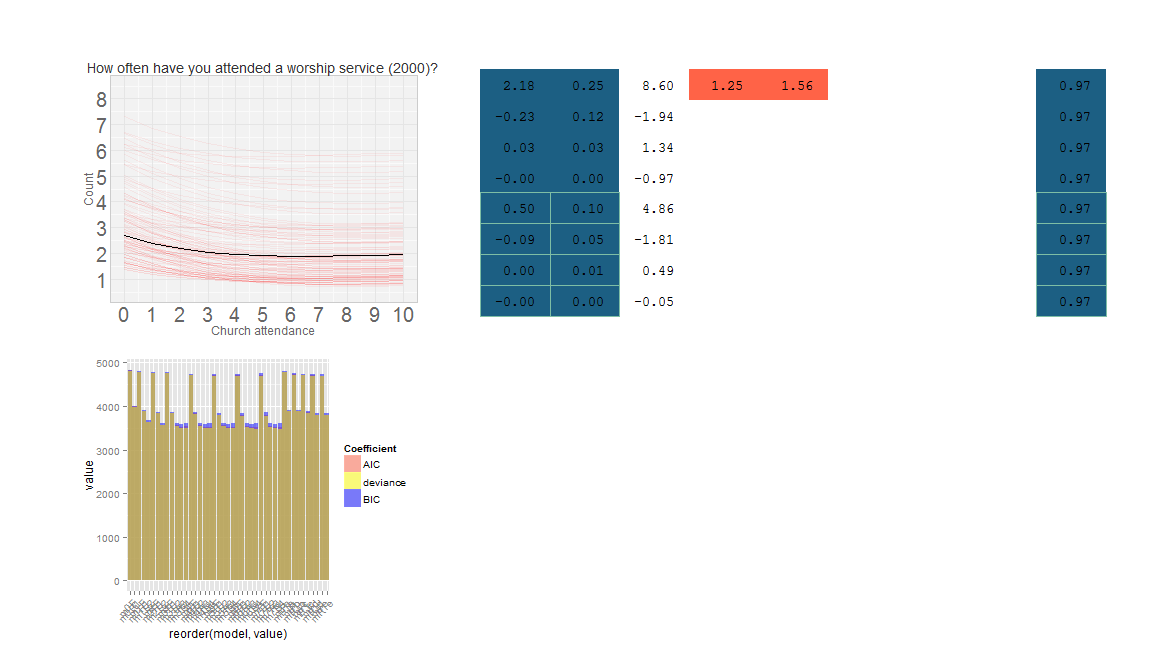 How often have you attended a worship service (2000)?
8
7
6
5
4
3
2
1
Count
0 1 2 3 4 5 6 7 8 9 10
Church attendance
2.18 0.25 8.60 1.25 1.56 0.97
-0.23 0.12 -1.94 0.97
0.03 0.03 1.34 0.97
-0.00 0.00 -0.97 0.97
0.50 0.10 4.86 0.97
-0.09 0.05 -1.81 0.97
0.00 0.01 0.49 0.97
-0.00 0.00 -0.05 0.97
5000
4000
3000
2000
1000
0
value
reorder(model, value)
Coefficient
AIC
deviance
BIC